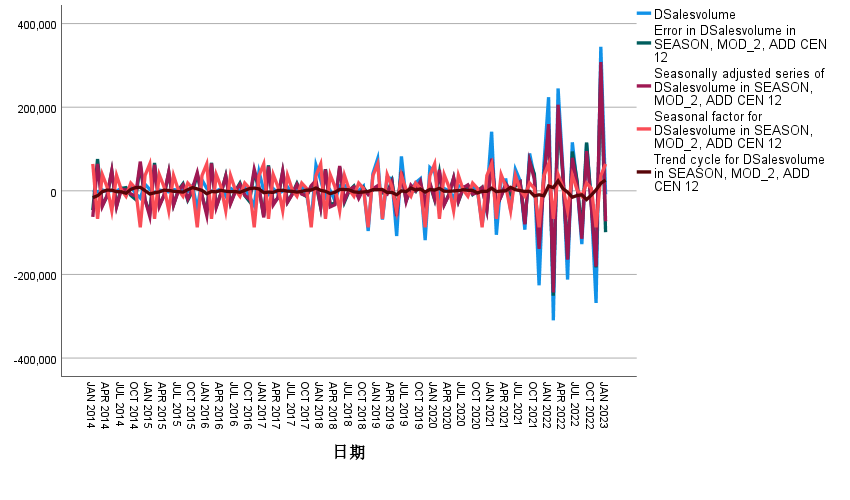 400,000
200,000
0
-200,000
-400,000
JAN 2014
APR 2014
JUL 2014
OCT 2014
JAN 2015
APR 2015
JUL 2015
OCT 2015
JAN 2016
APR 2016
JUL 2016
OCT 2016
JAN 2017
APR 2017
JUL 2017
OCT 2017
JAN 2018
APR 2018
JUL 2018
OCT 2018
JAN 2019
APR 2019
JUL 2019
OCT 2019
JAN 2020
APR 2020
JUL 2020
OCT 2020
JAN 2021
APR 2021
JUL 2021
OCT 2021
JAN 2022
APR 2022
JUL 2022
OCT 2022
JAN 2023
日期
DSalesvolume
Error in DSalesvolume in
SEASON, MOD_2, ADD CEN
12
Seasonally adjusted series of
DSalesvolume in SEASON,
MOD_2, ADD CEN 12
Seasonal factor for
DSalesvolume in SEASON,
MOD_2, ADD CEN 12
Trend cycle for DSalesvolume
in SEASON, MOD_2, ADD
CEN 12